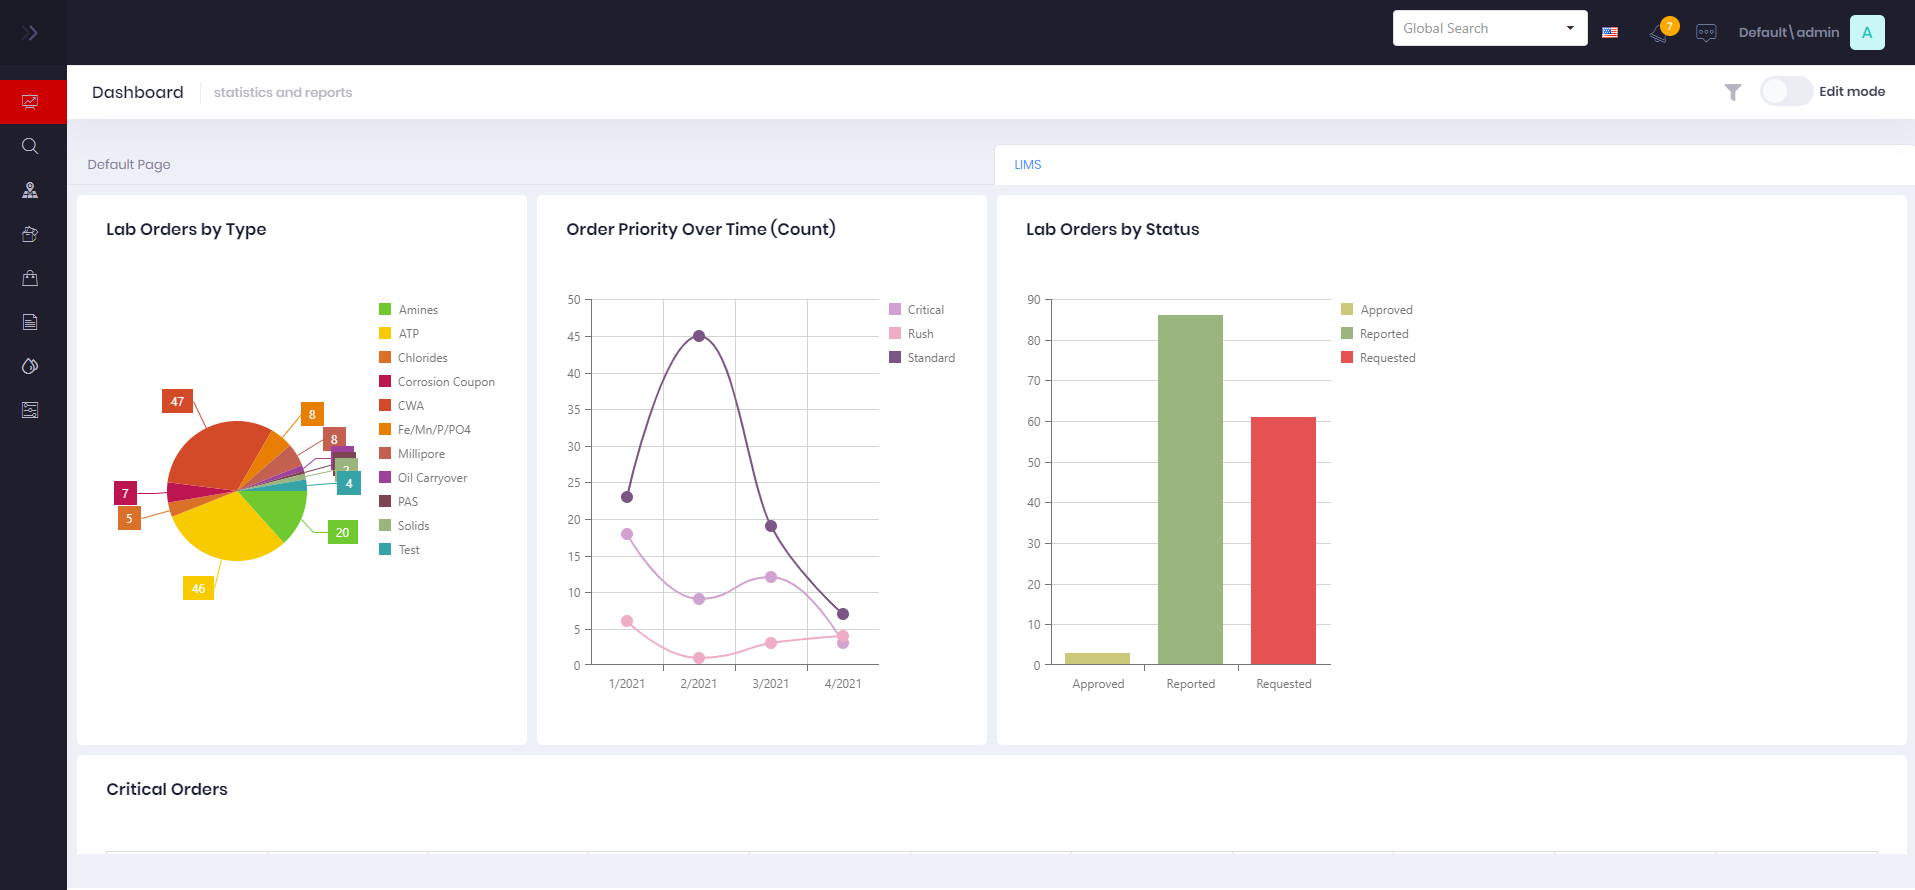 Global Search
7
Default\admin
A
Dashboard
statistics and reports
Edit mode
Default Page
LIMS
Lab Orders by Type
47
8
8
2
4
7
5
20
46
Amines
ATP
Chlorides
Corrosion Coupon
CWA
Fe/Mn/P/PO4
Millipore
Oil Carryover
PAS
Solids
Test
Order Priority Over Time (Count)
50
45
40
35
30
25
20
15
10
5
0
1/2021
2/2021
3/2021
4/2021
Critical
Rush
Standard
Lab Orders by Status
90
80
70
60
50
40
30
20
10
0
Approved
Reported
Requested
Approved
Reported
Requested
Critical Orders